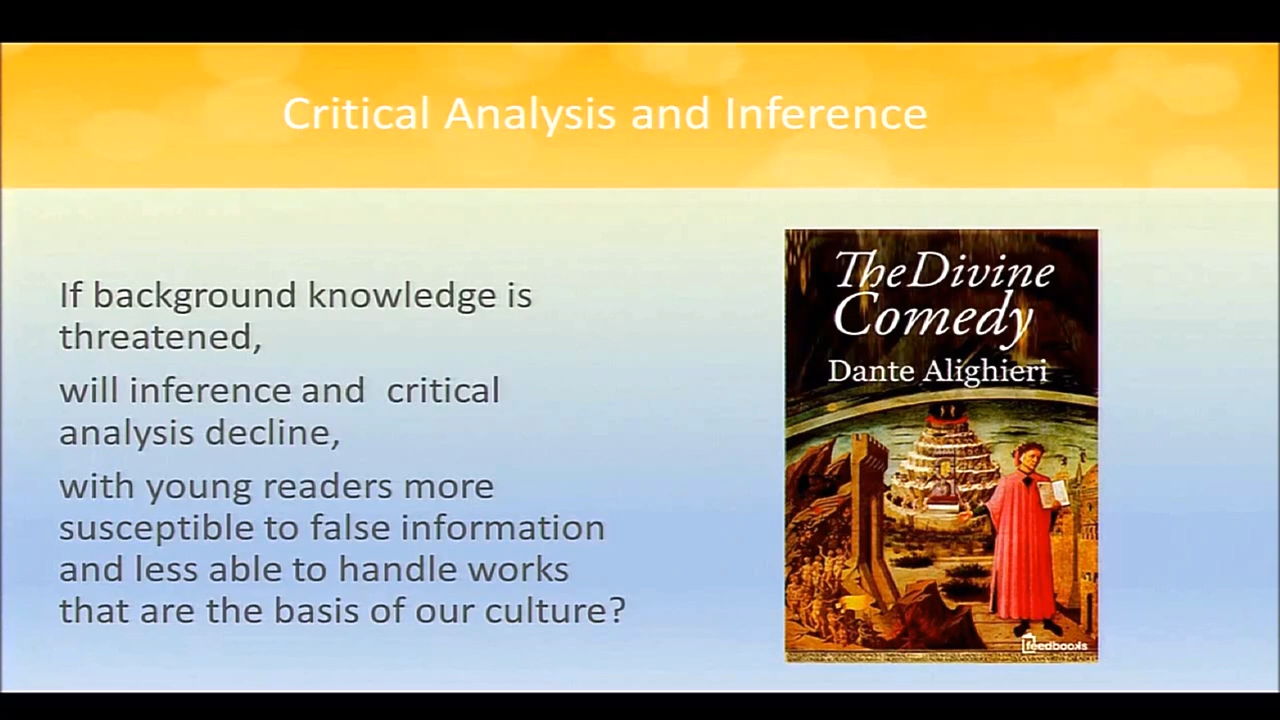 Critical Analysis and Inference
If background knowledge is
threatened,
will inference and  critical
analysis decline,
with young readers more
susceptible to false information
and less able to handle works
that are the basis of our culture?
The Divine
Comedy
Dante Alighieri
feedbooks